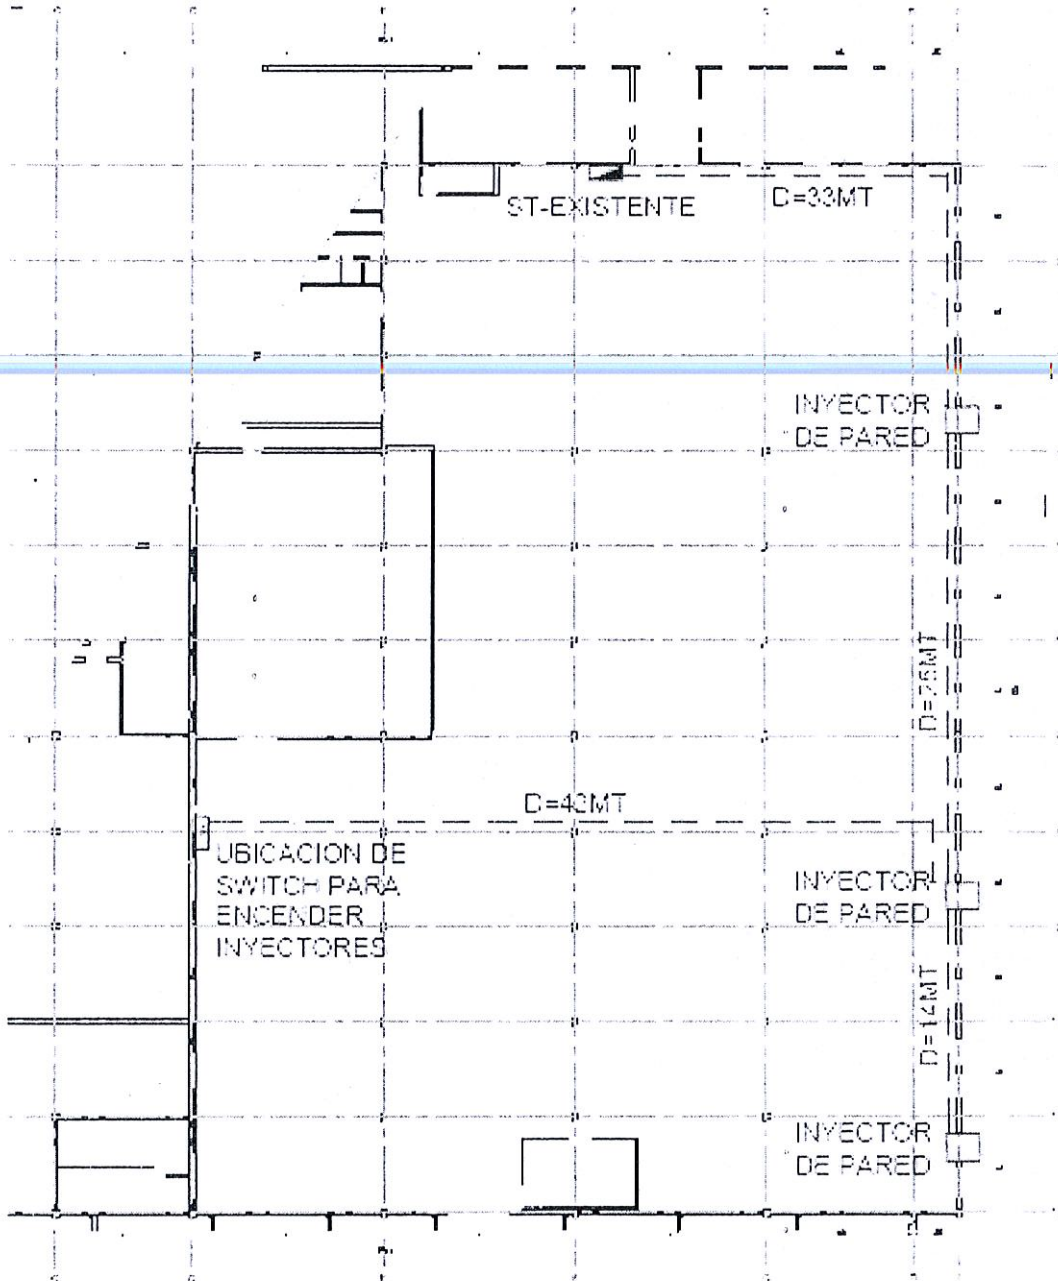 ST-EXISTENTE
D=33MT
INYECTOR
DE PARED
D=43MT
UBICACION DE
SWITCH PARA
ENCENDER
INYECTORES
INYECTOR
DE PARED
D=14MT
INYECTOR
DE PARED